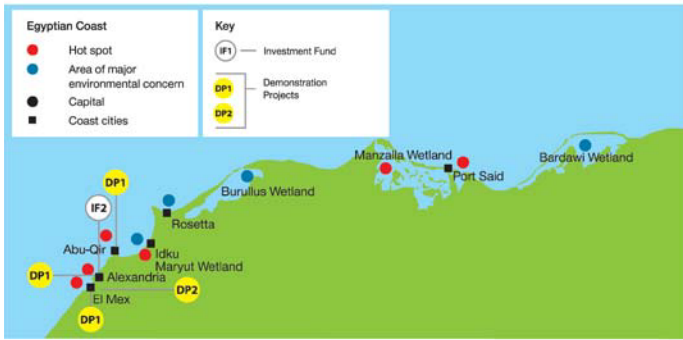 Egyptian Coast
Hot spot
Area of major
environmental concern
Capital
Coast cities
Key
IF1
Investment Fund
DP1
DP2
Demonstration
Projects
Manzalla Wetland
Bardawi Wetland
Port Said
DP1
Burullus Wetland
IF2
Rosetta
Abu-Qir
Idku
Maryut Wetland
DP1
Alexandria
DP2
El Mex
DP1